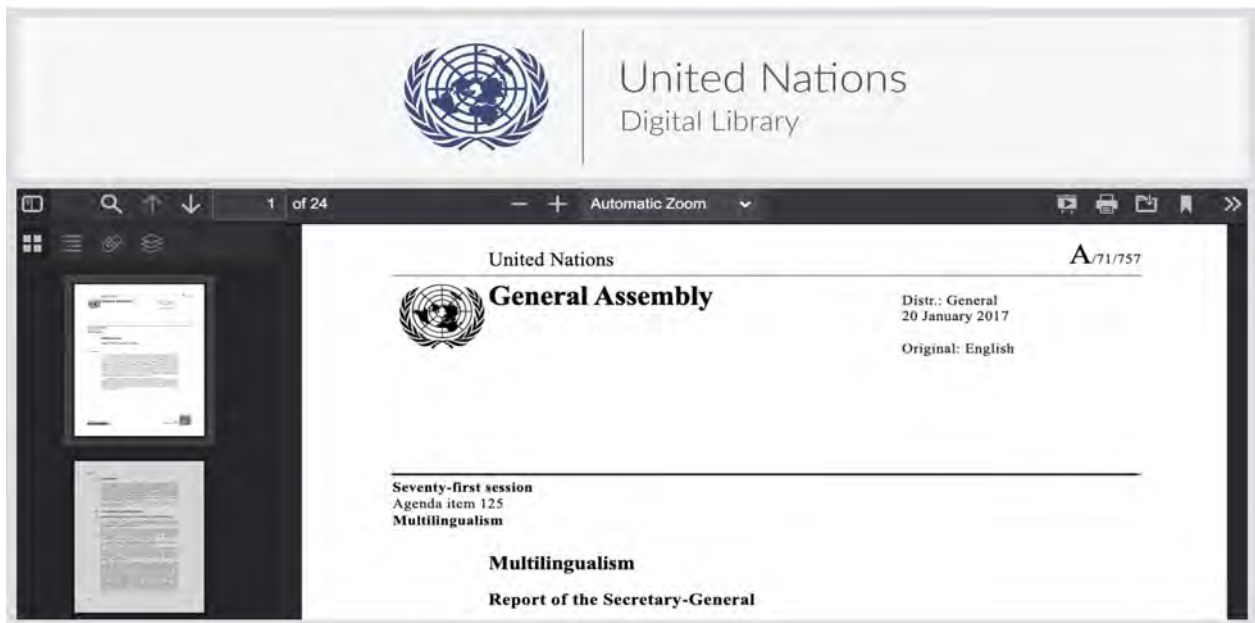 United Nations
Digital Library
1 of 24
Automatic Zoom
United Nations
A/71/757
General Assembly
Distr.: General
20 January 2017
Original: English
Seventy-first session
Agenda item 125
Multilingualism
Multilingualism
Report of the Secretary-General